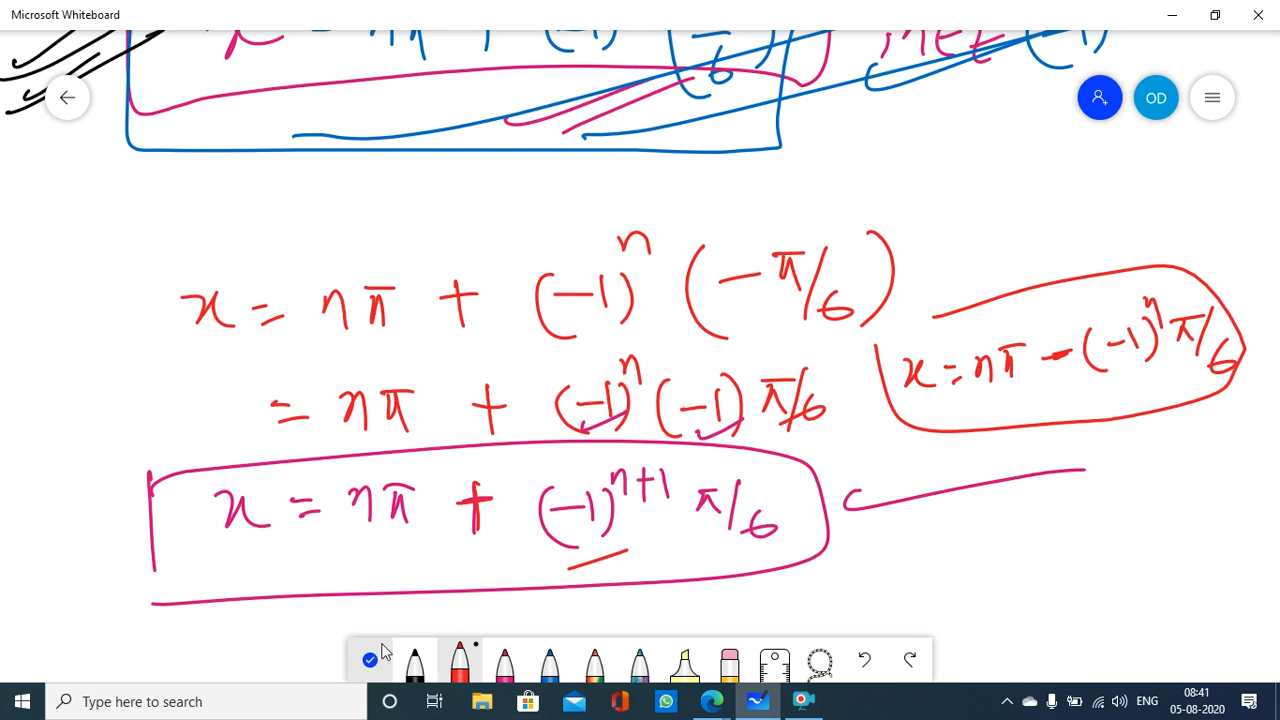 Microsoft Whiteboard
OD
x = nπ + (-1)^n (-π/6)
= nπ + (-1)^n (-1) π/6
x = nπ - (-1)^n π/6
x = nπ + (-1)^{n+1} π/6
Type here to search
ENG
08:41
05-08-2020